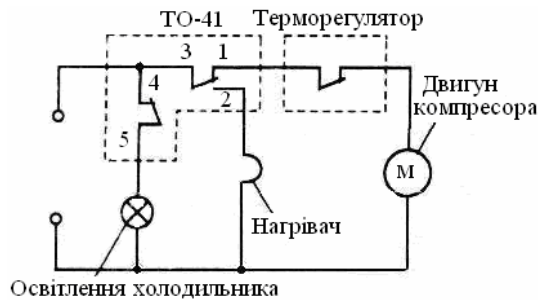 ТО-41
Терморегулятор
3 1
4
2
5
Двигун
компресора
М
Нагрівач
Освітлення холодильника